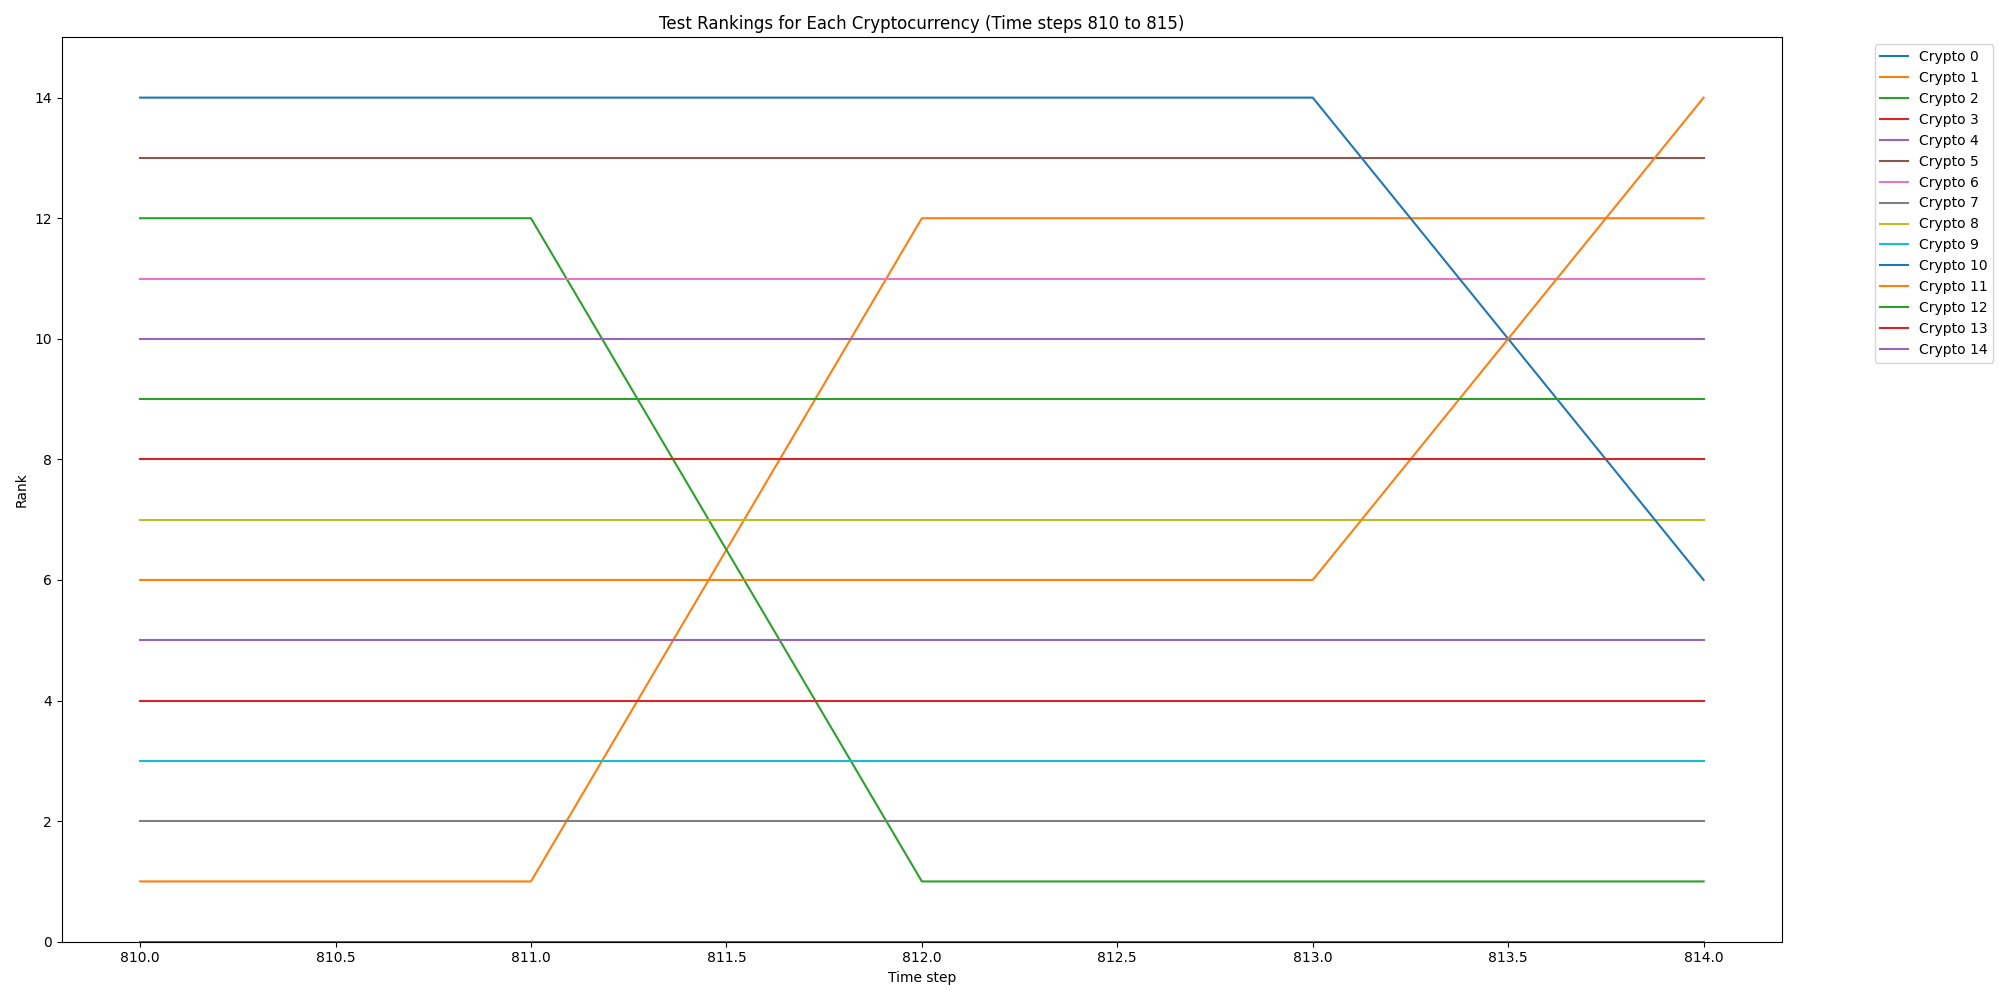 Test Rankings for Each Cryptocurrency (Time steps 810 to 815)
14
12
10
8
6
4
2
0
Rank
810.0
810.5
811.0
811.5
812.0
812.5
813.0
813.5
814.0
Time step
Crypto 0
Crypto 1
Crypto 2
Crypto 3
Crypto 4
Crypto 5
Crypto 6
Crypto 7
Crypto 8
Crypto 9
Crypto 10
Crypto 11
Crypto 12
Crypto 13
Crypto 14